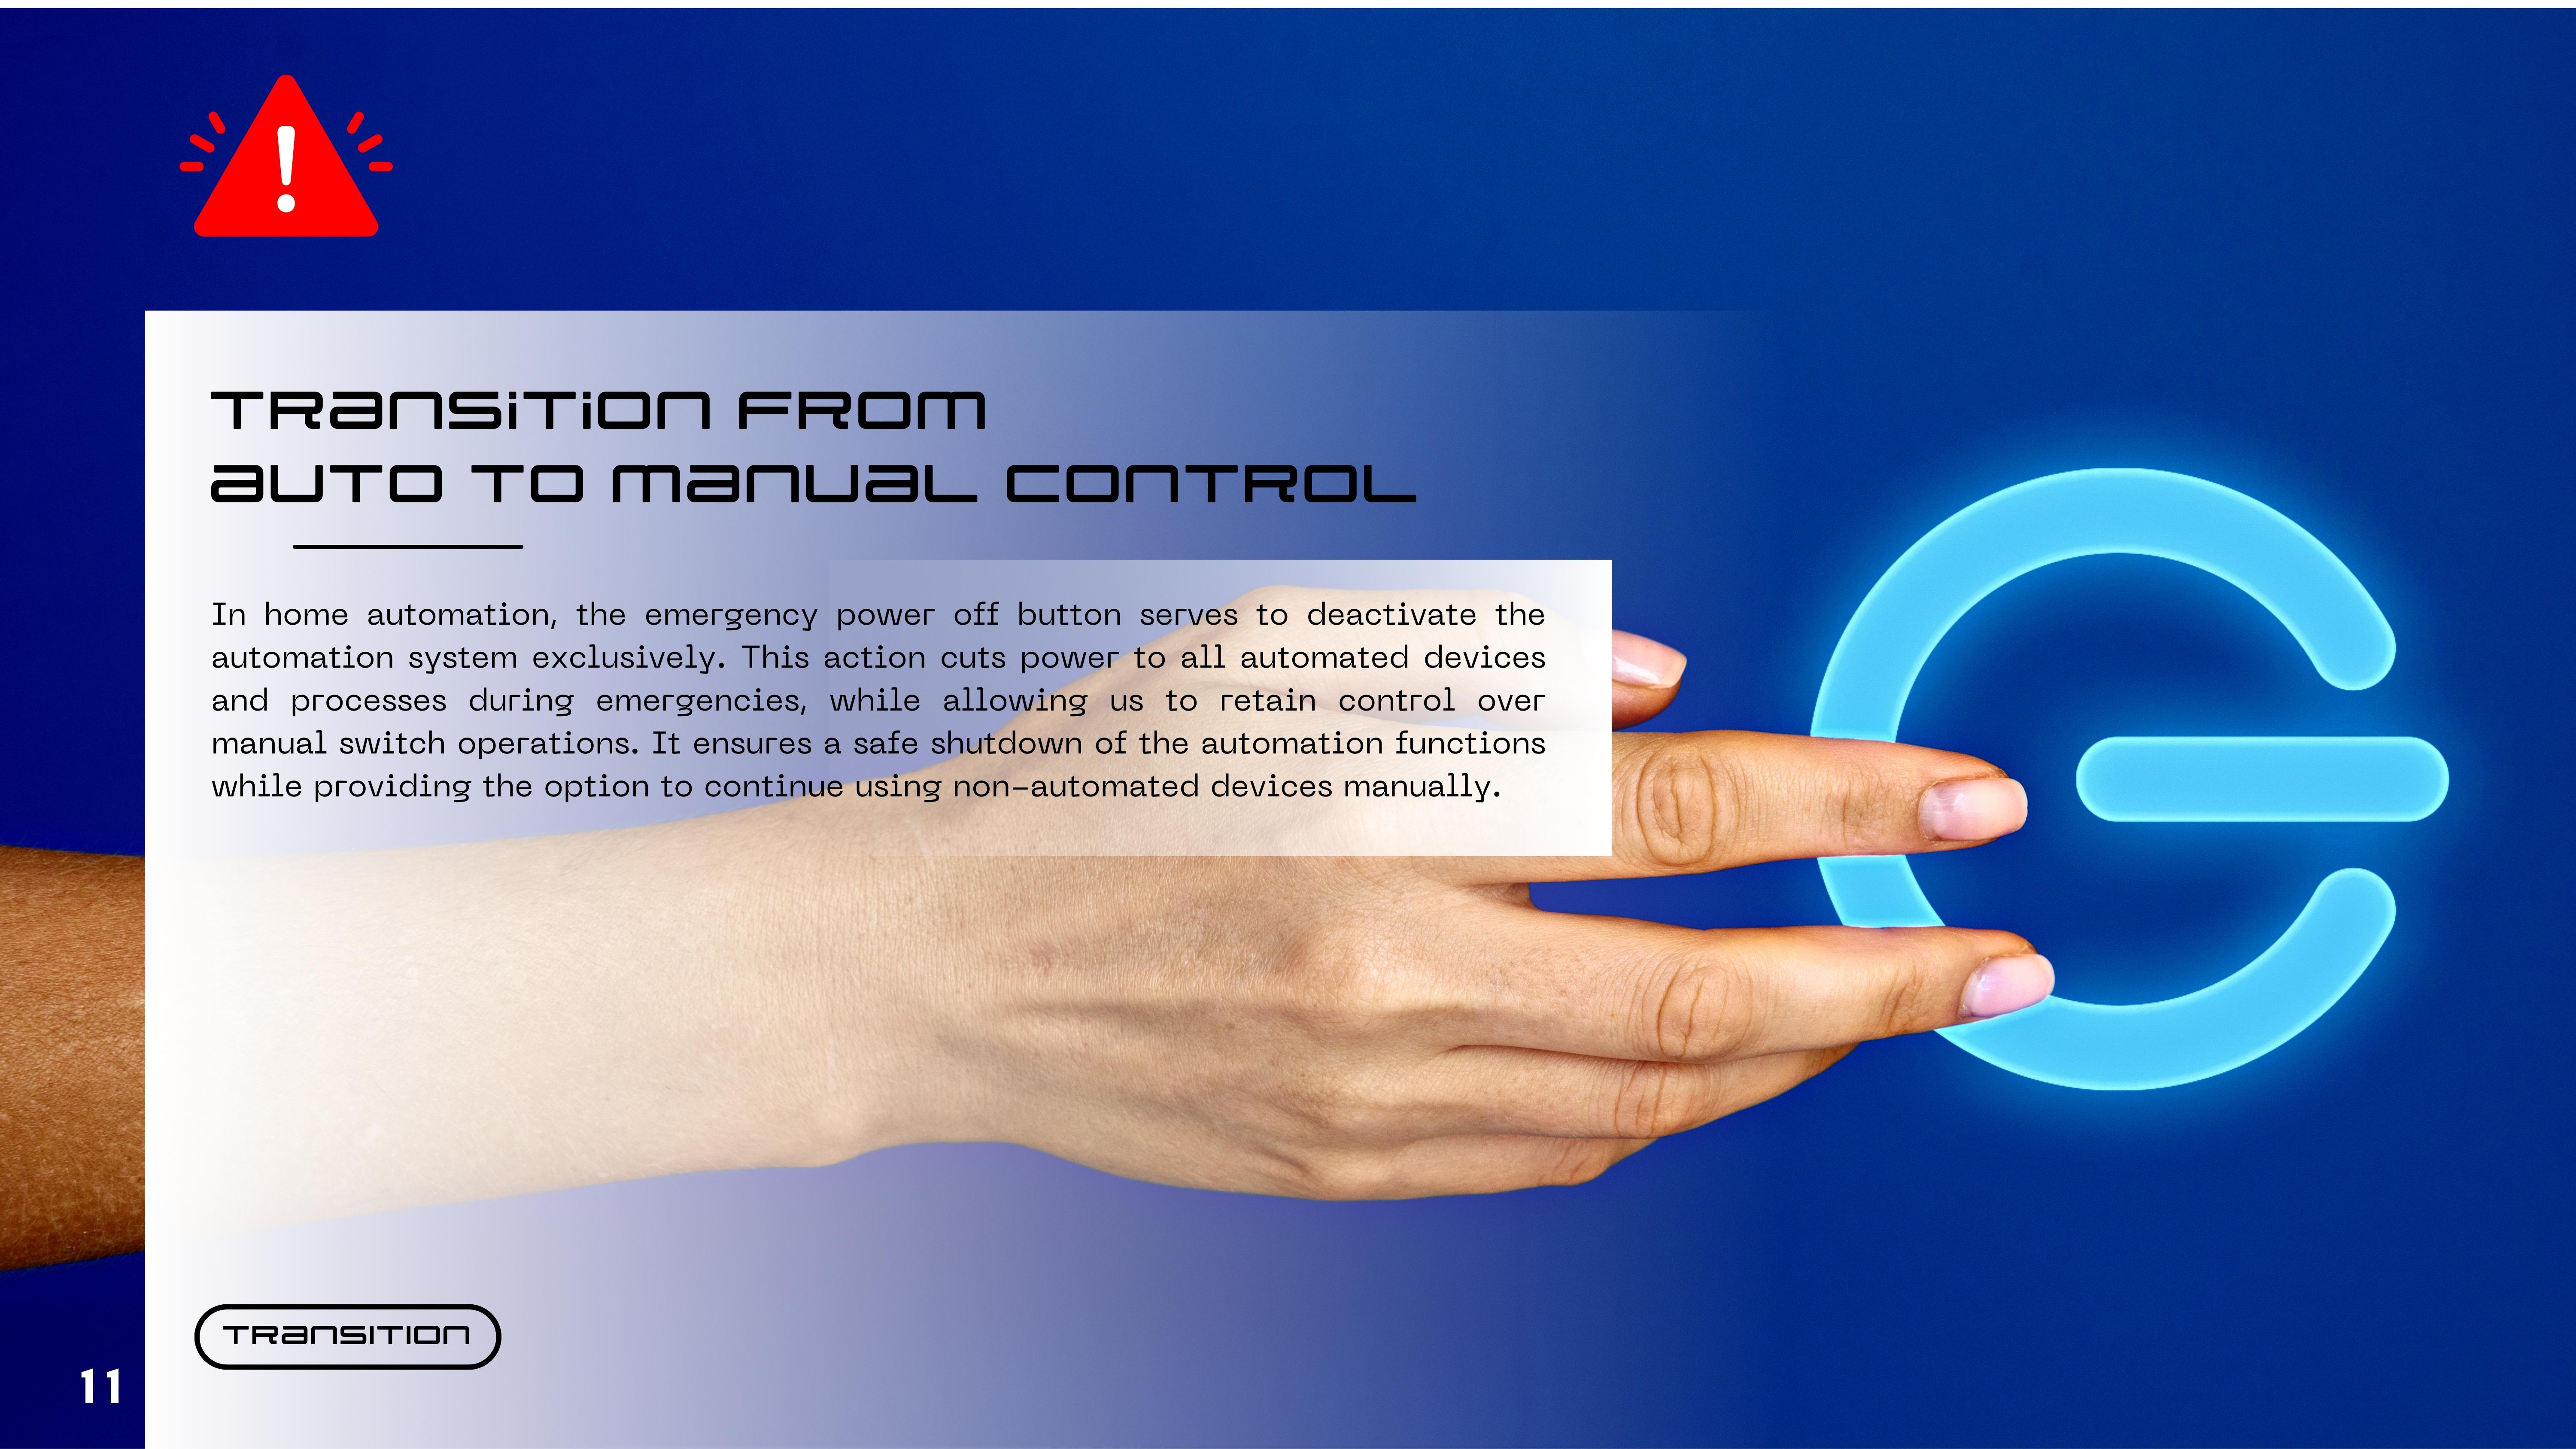 TRANSITION FROM
AUTO TO MANUAL CONTROL
In home automation, the emergency power off button serves to deactivate the
automation system exclusively. This action cuts power to all automated devices
and processes during emergencies, while allowing us to retain control over
manual switch operations. It ensures a safe shutdown of the automation functions
while providing the option to continue using non-automated devices manually.
TRANSITION
11